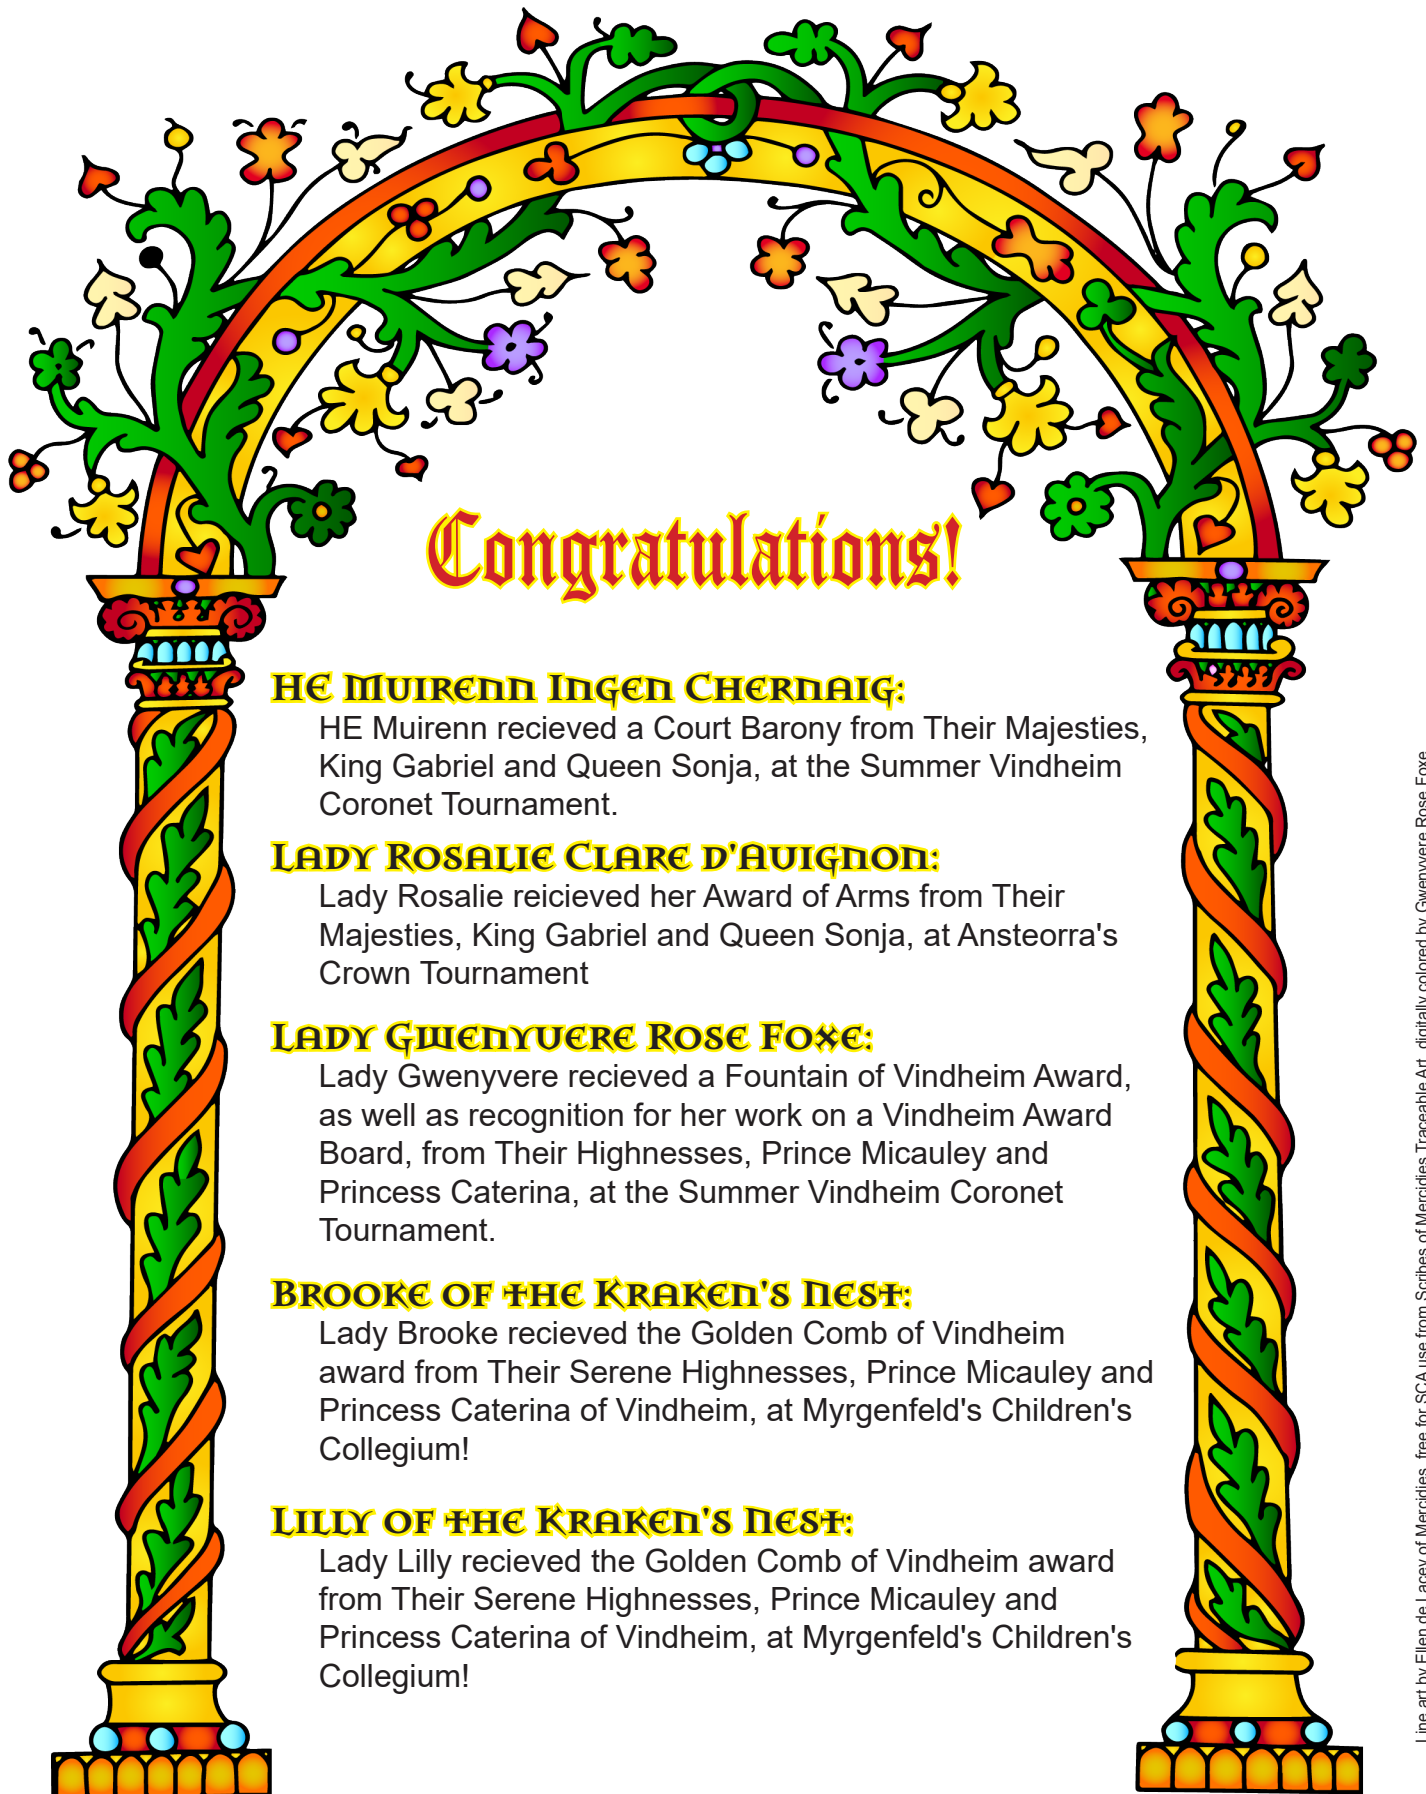 Congratulations!
HE Muirenn Ingen Chernaig:
HE Muirenn recieved a Court Barony from Their Majesties,
King Gabriel and Queen Sonja, at the Summer Vindheim
Coronet Tournament.
Lady Rosalie Clare d'Avignon:
Lady Rosalie reicieved her Award of Arms from Their
Majesties, King Gabriel and Queen Sonja, at Ansteorra's
Crown Tournament
Lady Gwenyvere Rose Foxe:
Lady Gwenyvere recieved a Fountain of Vindheim Award,
as well as recognition for her work on a Vindheim Award
Board, from Their Highnesses, Prince Micauley and
Princess Caterina, at the Summer Vindheim Coronet
Tournament.
Brooke of the Kraken's Nest:
Lady Brooke recieved the Golden Comb of Vindheim
award from Their Serene Highnesses, Prince Micauley and
Princess Caterina of Vindheim, at Myrgenfeld's Children's
Collegium!
Lilly of the Kraken's Nest:
Lady Lilly recieved the Golden Comb of Vindheim award
from Their Serene Highnesses, Prince Micauley and
Princess Caterina of Vindheim, at Myrgenfeld's Children's
Collegium!
Line art by Ellen de Lacey of Mercidies, free for SCA use from Scribes of Mercidies Traceable Art, digitally colored by Gwenyvere Rose Foxe